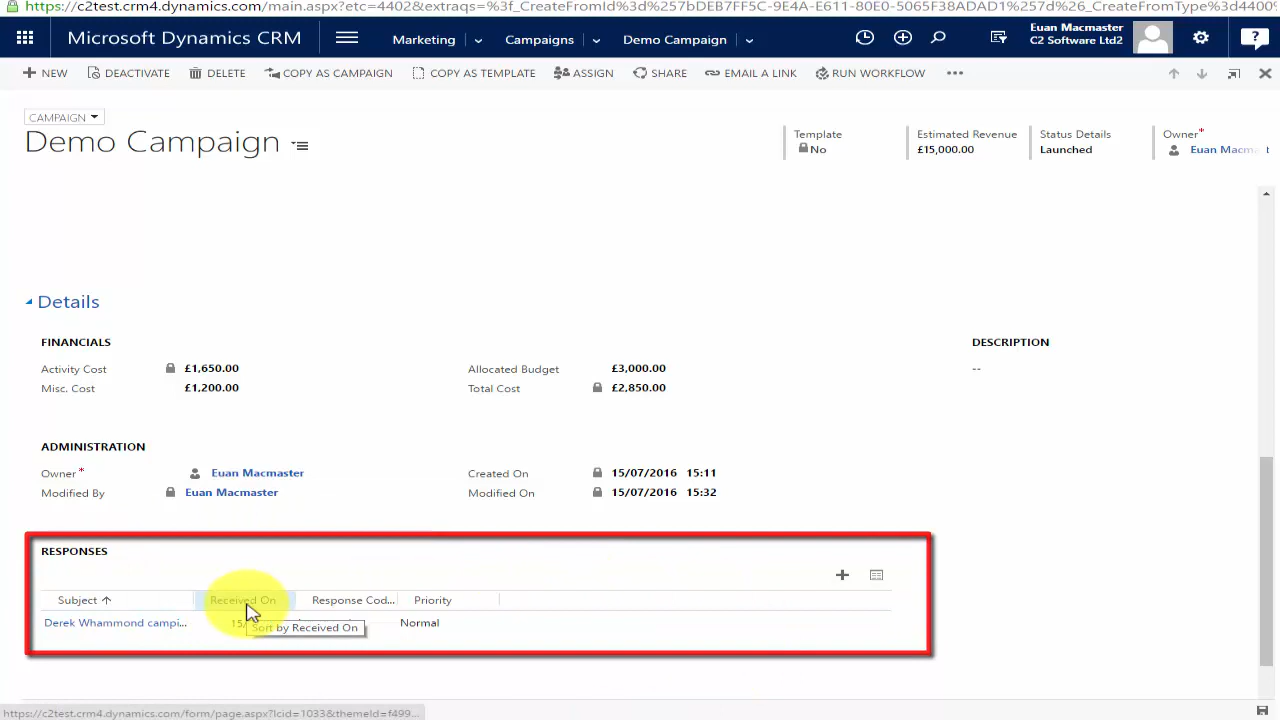 https://c2test.crm4.dynamics.com/main.aspx?etc=4402&extraqs=%3f_CreateFromId%3d%257bDEB7FF5C-9E4A-E611-80E0-5065F38ADAD1%257d%26_CreateFromType%3d4400%
Microsoft Dynamics CRM Marketing Campaigns Demo Campaign Euan Macmaster
C2 Software Ltd2
NEW DEACTIVATE DELETE COPY AS CAMPAIGN COPY AS TEMPLATE ASSIGN SHARE EMAIL A LINK RUN WORKFLOW
CAMPAIGN
Demo Campaign
Template Estimated Revenue Status Details Owner*
No £15,000.00 Launched Euan Macm
Details
FINANCIALS DESCRIPTION
Activity Cost £1,650.00 Allocated Budget £3,000.00 --
Misc. Cost £1,200.00 Total Cost £2,850.00
ADMINISTRATION
Owner* Euan Macmaster Created On 15/07/2016 15:11
Modified By Euan Macmaster Modified On 15/07/2016 15:32
RESPONSES
Subject Received On Response Cod... Priority
Derek Whammond campi... 15/ Normal
Sort by Received On
https://c2test.crm4.dynamics.com/form/page.aspx?lcid=1033&themeId=f499...